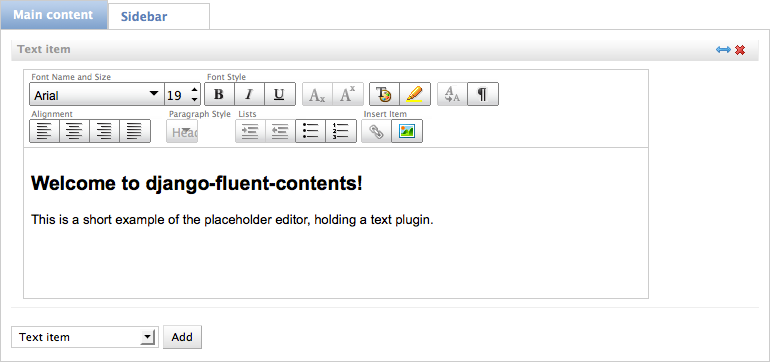 Main content Sidebar
Text item
Font Name and Size Font Style
Arial 19 B I U Ax Ax T A A ¶
Alignment Paragraph Style Lists Insert Item
Head
Welcome to django-fluent-contents!
This is a short example of the placeholder editor, holding a text plugin.
Text item Add